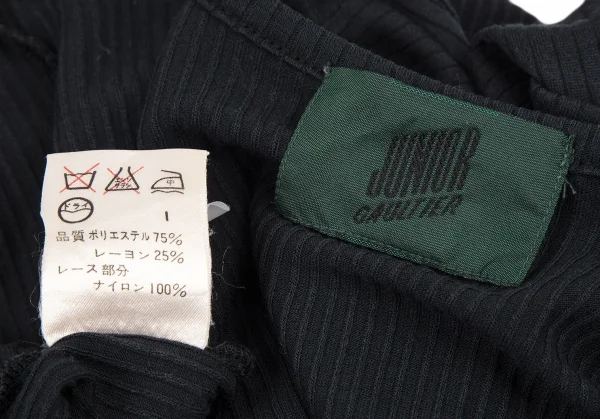 ドライ
中
I
品質 ポリエステル 75%
レーヨン 25%
レース部分
ナイロン 100%
JUNIOR
GAULTIER